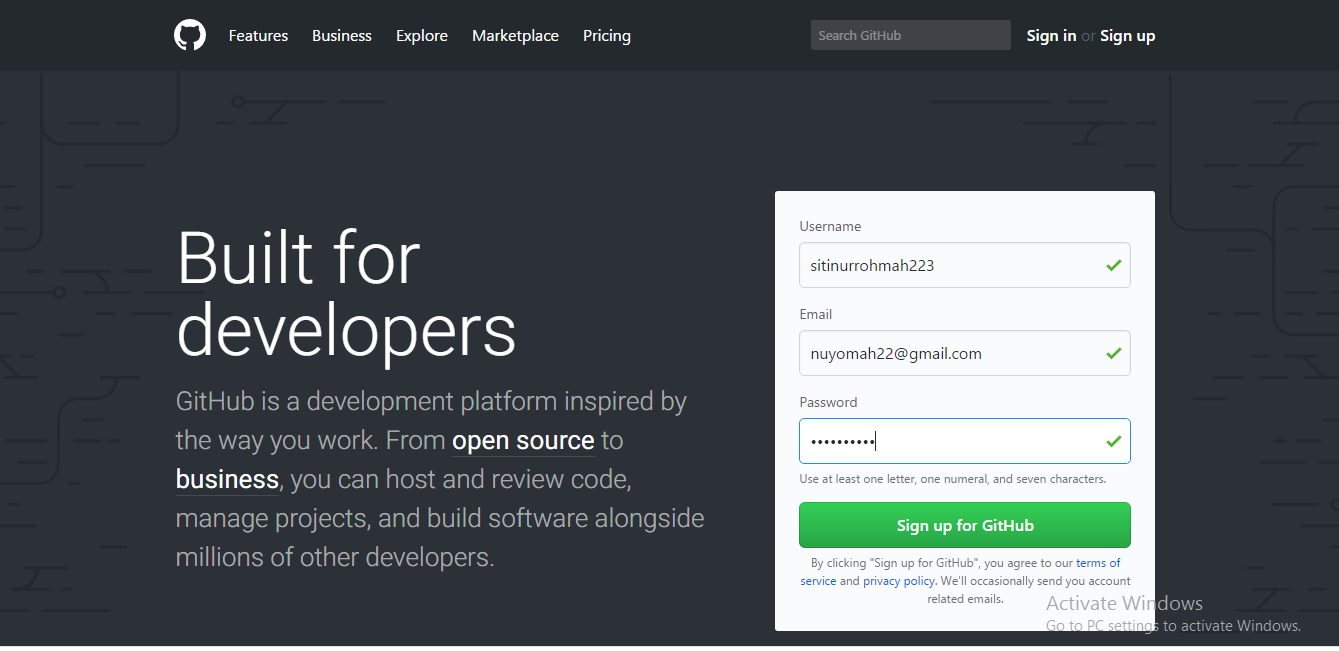 Features Business Explore Marketplace Pricing Search GitHub Sign in or Sign up
Built for
developers
GitHub is a development platform inspired by
the way you work. From open source to
business, you can host and review code,
manage projects, and build software alongside
millions of other developers.
Username
sitinurrohmah223
Email
nuyomah22@gmail.com
Password
••••••••••
Use at least one letter, one numeral, and seven characters.
Sign up for GitHub
By clicking "Sign up for GitHub", you agree to our terms of
service and privacy policy. We'll occasionally send you account
related emails.
Activate Windows
Go to PC settings to activate Windows.